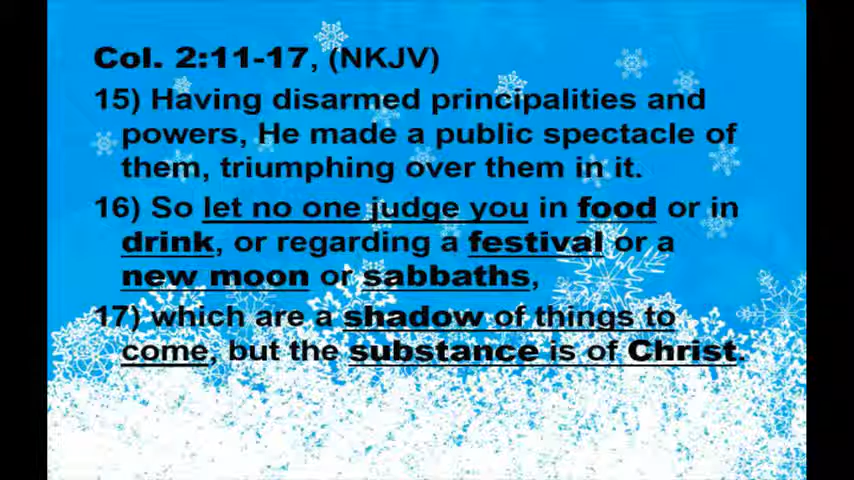 Col. 2:11-17, (NKJV)
15) Having disarmed principalities and
powers, He made a public spectacle of
them, triumphing over them in it.
16) So let no one judge you in food or in
drink, or regarding a festival or a
new moon or sabbaths,
17) which are a shadow of things to
come, but the substance is of Christ.